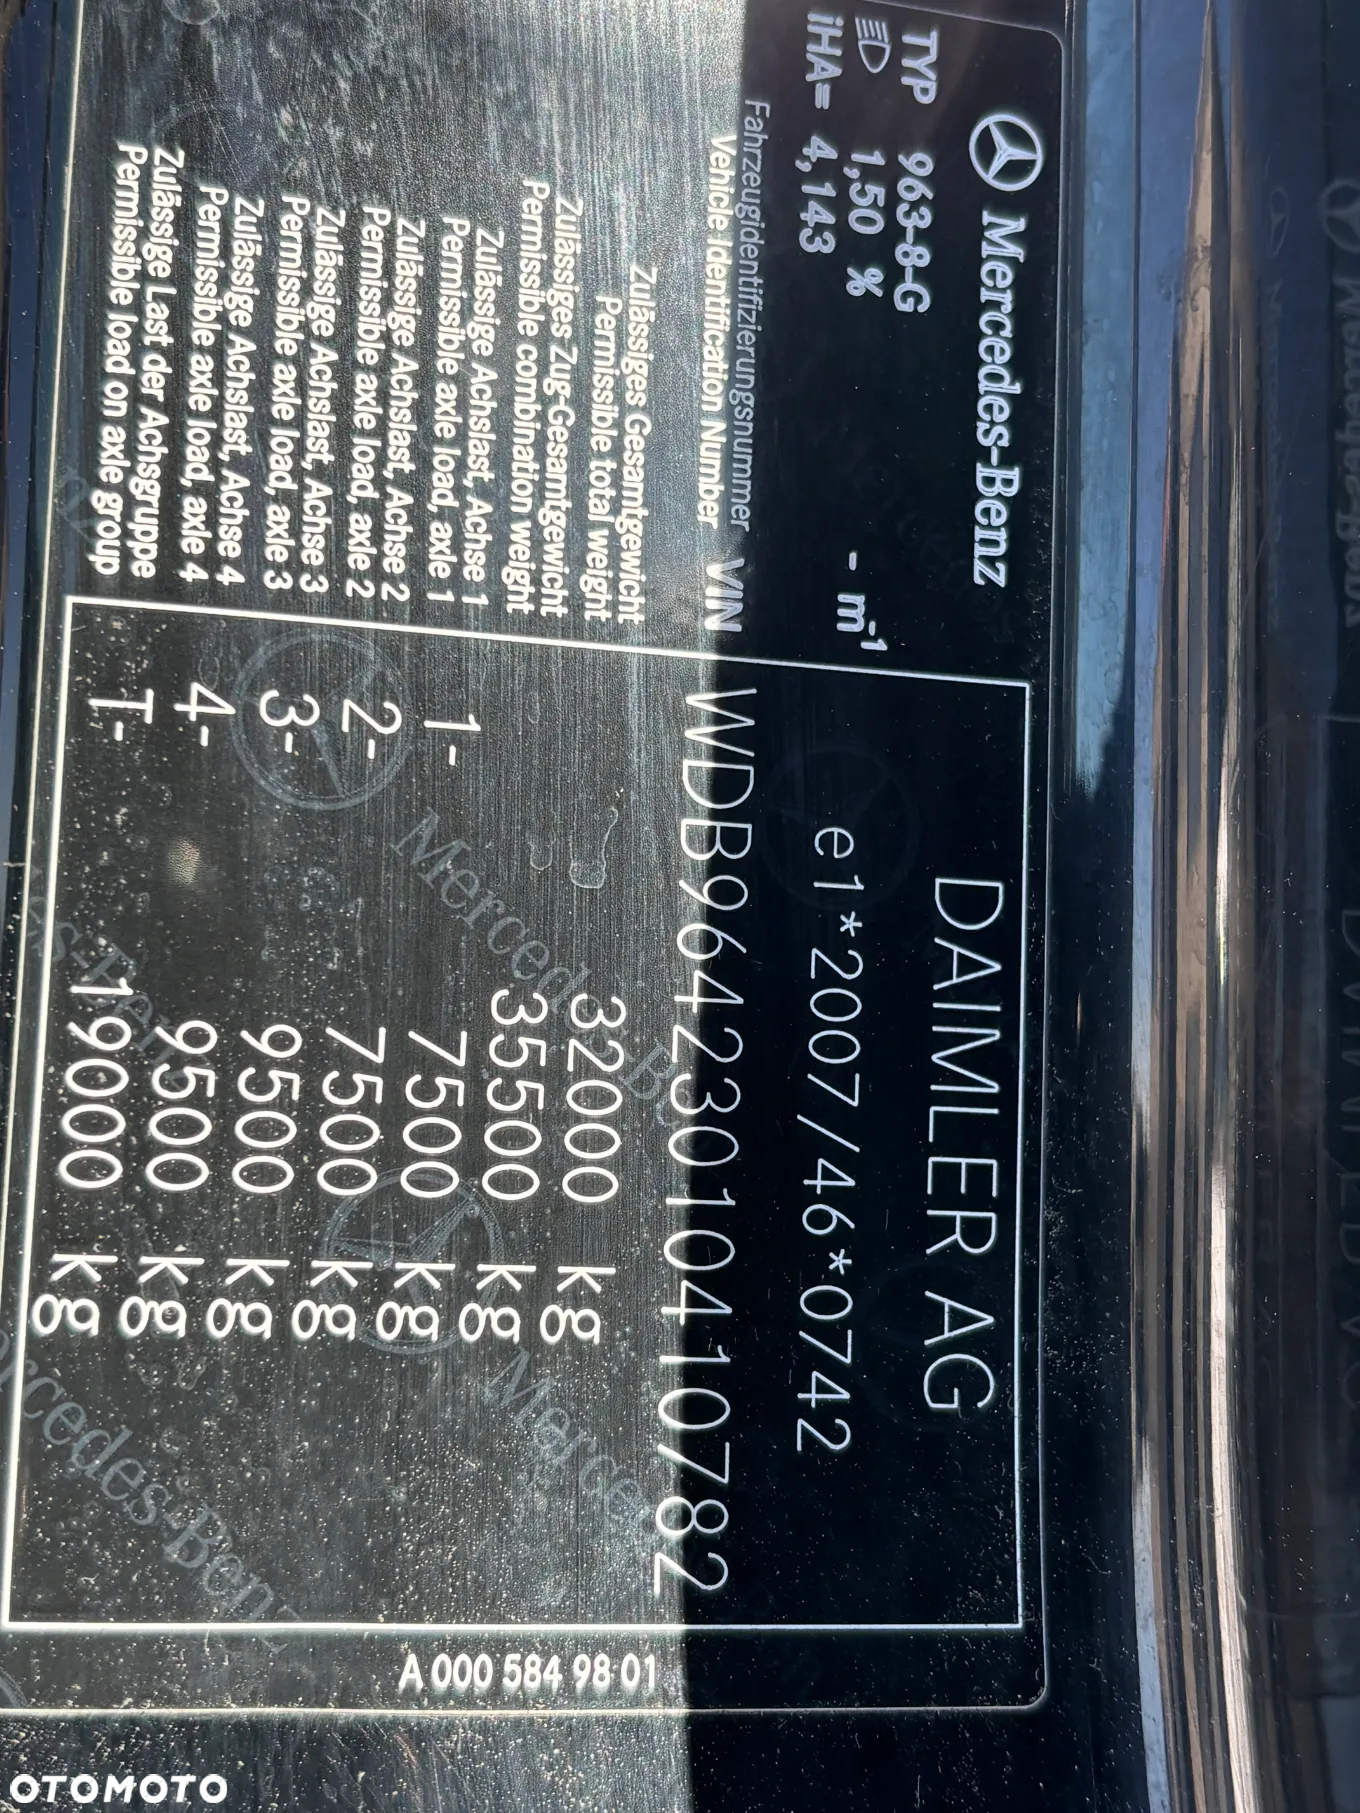 Mercedes-Benz
DAIMLER AG
TYP 963-8-G
1,50 % - m-1
e1*2007/46*0742
iHA= 4,143
Fahrzeugidentifizierungsnummer
Vehicle Identification Number VIN WDB9642301041 0782
Zulässiges Gesamtgewicht
Permissible total weight 32000 kg
Zulässiges Zug-Gesamtgewicht
Permissible combination weight 35500 kg
Zulässige Achslast, Achse 1
Permissible axle load, axle 1 1- 7500 kg
Zulässige Achslast, Achse 2
Permissible axle load, axle 2 2- 7500 kg
Zulässige Achslast, Achse 3
Permissible axle load, axle 3 3- 9500 kg
Zulässige Achslast, Achse 4
Permissible axle load, axle 4 4- 9500 kg
Zulässige Last der Achsgruppe
Permissible load on axle group T- 19000 kg
A 000 584 98 01
OTOMOTO